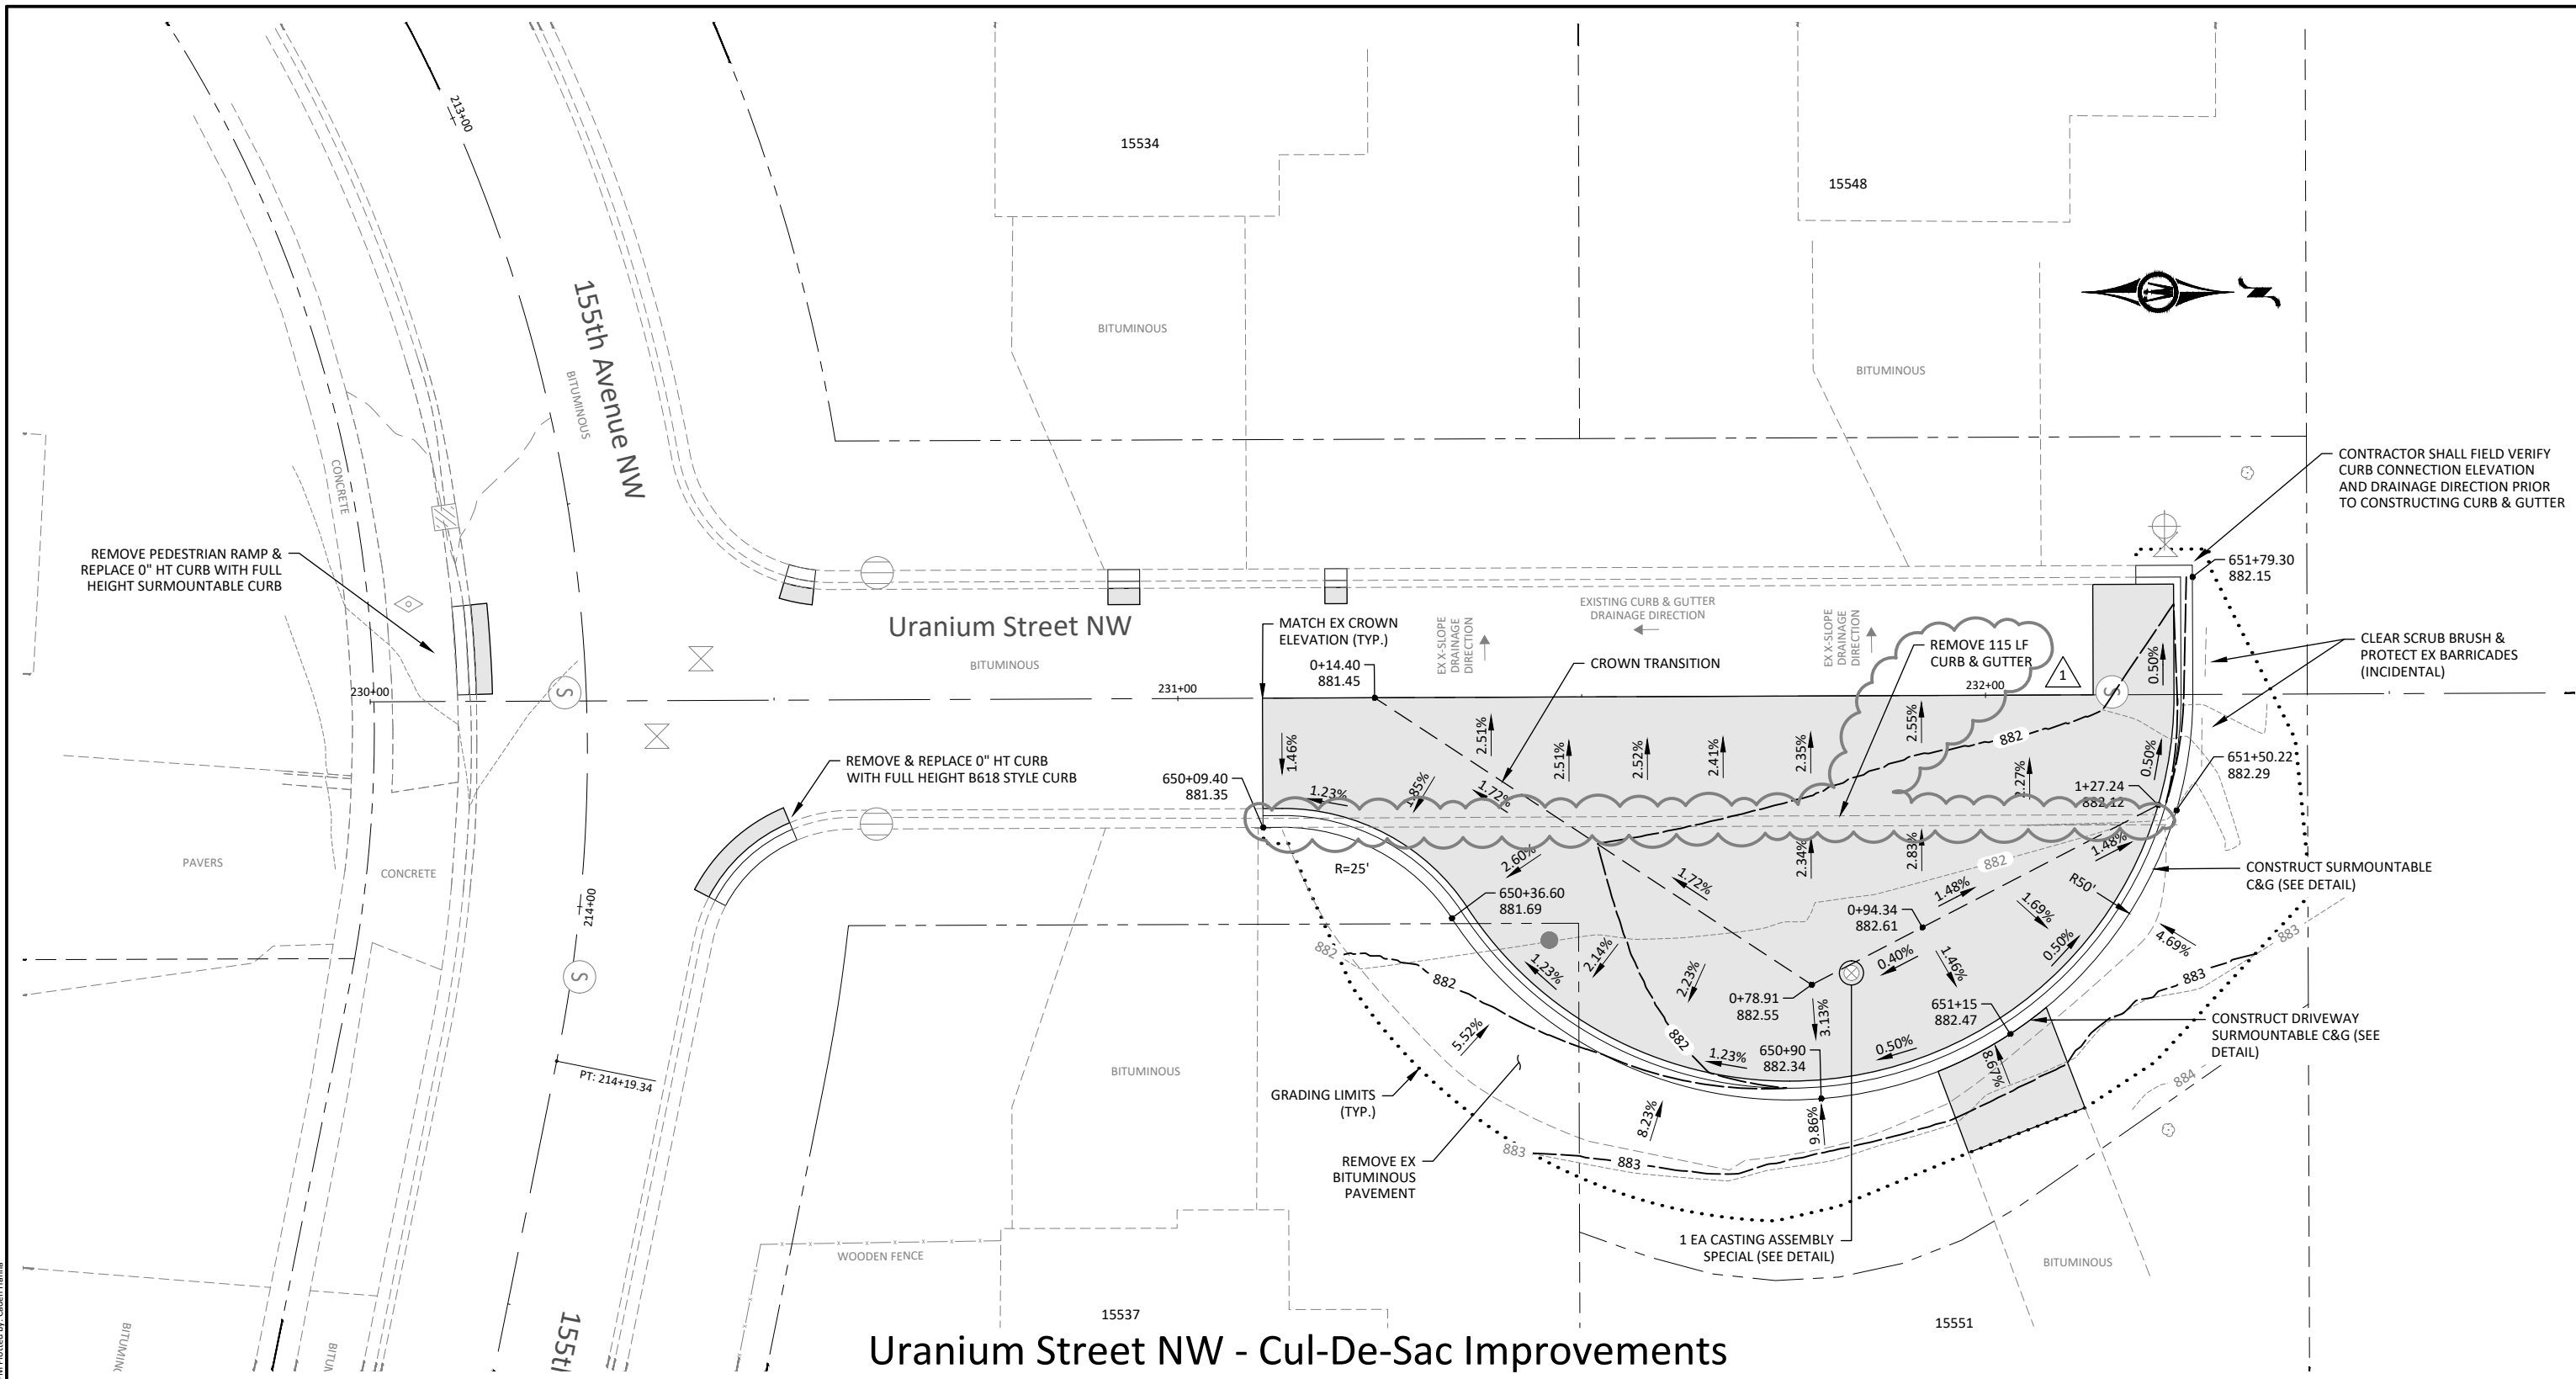 213+00
15534
15548
155th Avenue NW
BITUMINOUS
BITUMINOUS
BITUMINOUS
CONCRETE
CONTRACTOR SHALL FIELD VERIFY
CURB CONNECTION ELEVATION
AND DRAINAGE DIRECTION PRIOR
TO CONSTRUCTING CURB & GUTTER
REMOVE PEDESTRIAN RAMP &
REPLACE 0" HT CURB WITH FULL
HEIGHT SURMOUNTABLE CURB
651+79.30
882.15
Uranium Street NW
BITUMINOUS
MATCH EX CROWN
ELEVATION (TYP.)
0+14.40
881.45
EX X-SLOPE
DRAINAGE
DIRECTION
EXISTING CURB & GUTTER
DRAINAGE DIRECTION
CROWN TRANSITION
EX X-SLOPE
DRAINAGE
DIRECTION
REMOVE 115 LF
CURB & GUTTER
1
CLEAR SCRUB BRUSH &
PROTECT EX BARRICADES
(INCIDENTAL)
230+00
231+00
232+00
S
S
0.50%
REMOVE & REPLACE 0" HT CURB
WITH FULL HEIGHT B618 STYLE CURB
650+09.40
881.35
1.46%
2.51%
2.51%
2.52%
2.41%
2.35%
2.55%
882
2.27%
0.50%
651+50.22
882.29
1+27.24
882.12
1.23%
1.85%
1.72%
PAVERS
CONCRETE
R=25'
2.60%
2.34%
2.83%
882
1.48%
CONSTRUCT SURMOUNTABLE
C&G (SEE DETAIL)
R50'
650+36.60
881.69
1.72%
1.48%
0+94.34
882.61
1.69%
214+00
S
882
882
1.23%
2.14%
2.23%
0.40%
1.46%
0.50%
4.69%
883
883
0+78.91
882.55
3.13%
651+15
882.47
CONSTRUCT DRIVEWAY
SURMOUNTABLE C&G (SEE
DETAIL)
5.52%
882
1.23%
650+90
882.34
0.50%
8.67%
884
PT: 214+19.34
BITUMINOUS
GRADING LIMITS
(TYP.)
8.23%
9.86%
REMOVE EX
BITUMINOUS
PAVEMENT
883
883
1 EA CASTING ASSEMBLY
SPECIAL (SEE DETAIL)
WOODEN FENCE
BITUMINOUS
15537
15551
Uranium Street NW - Cul-De-Sac Improvements